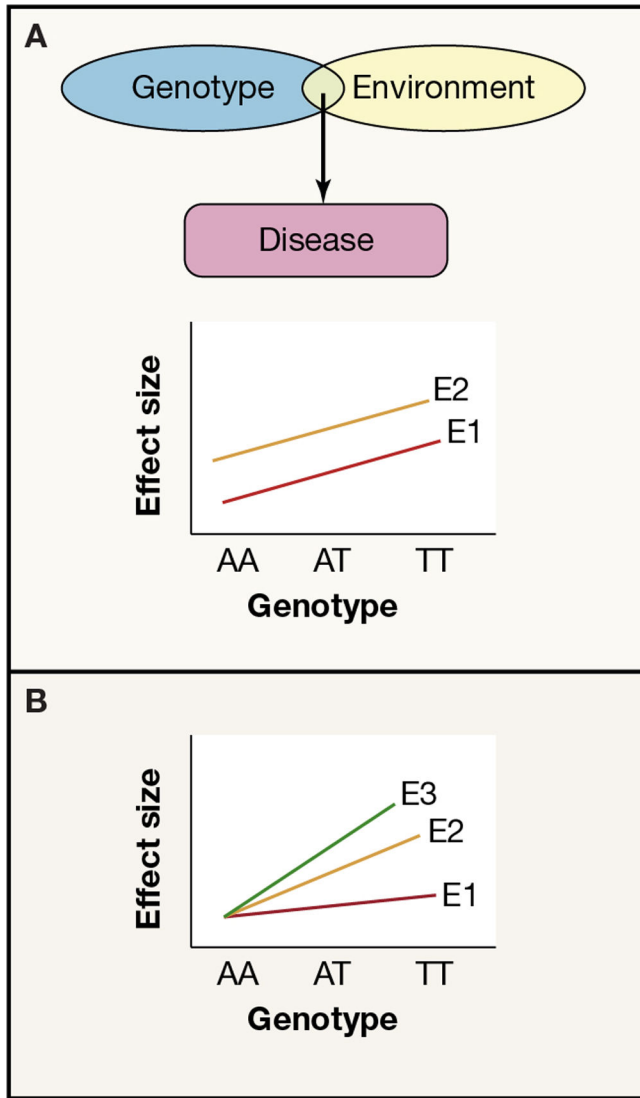 A
Genotype Environment
Disease
Effect size
E2
E1
AA AT TT
Genotype
B
Effect size
E3
E2
E1
AA AT TT
Genotype